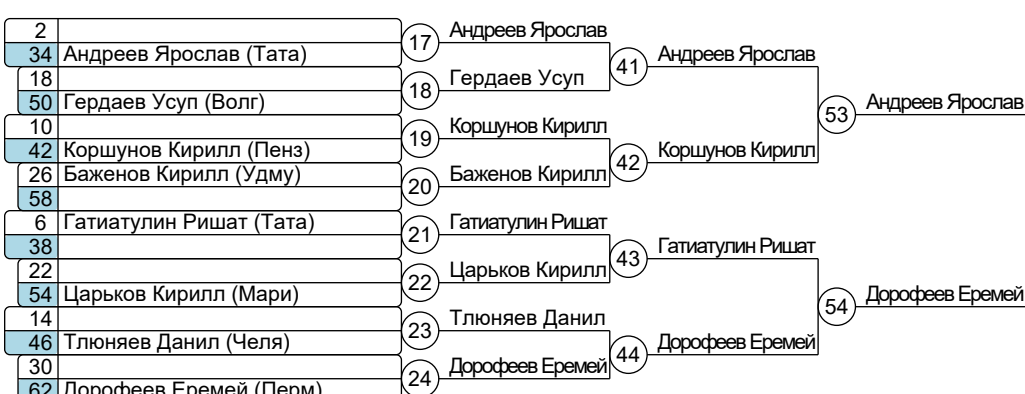 2
34 Андреев Ярослав (Тата)
18
50 Гердаев Усуп (Волг)
10
42 Коршунов Кирилл (Пенз)
26 Баженов Кирилл (Удму)
58
6 Гатиатулин Ришат (Тата)
38
22
54 Царьков Кирилл (Мари)
14
46 Тлюняев Данил (Челя)
30
62 Дорофеев Еремей (Перм)
17 Андреев Ярослав
18 Гердаев Усуп
19 Коршунов Кирилл
20 Баженов Кирилл
21 Гатиатулин Ришат
22 Царьков Кирилл
23 Тлюняев Данил
24 Дорофеев Еремей
41 Андреев Ярослав
42 Коршунов Кирилл
43 Гатиатулин Ришат
44 Дорофеев Еремей
53 Андреев Ярослав
54 Дорофеев Еремей